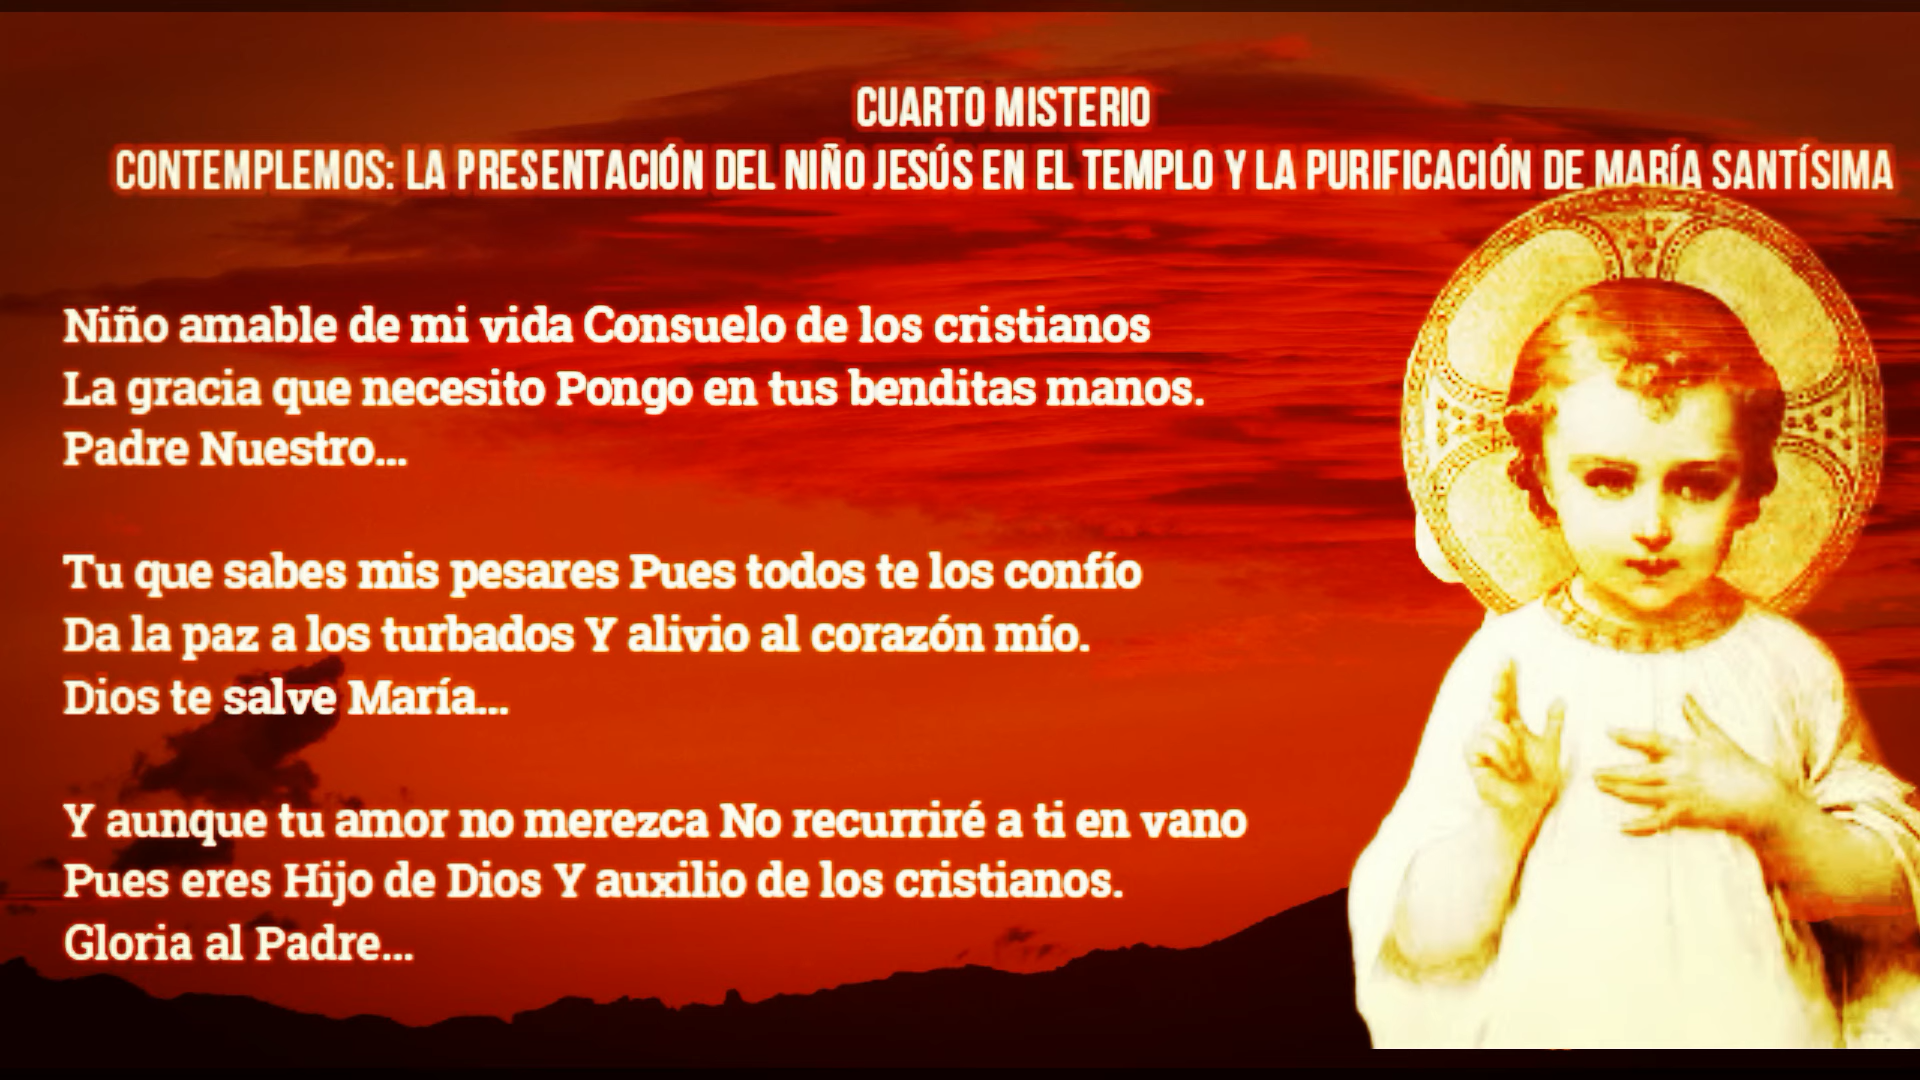 CUARTO MISTERIO
CONTEMPLEMOS: LA PRESENTACIÓN DEL NIÑO JESÚS EN EL TEMPLO Y LA PURIFICACIÓN DE MARÍA SANTÍSIMA
Niño amable de mi vida Consuelo de los cristianos
La gracia que necesito Pongo en tus benditas manos.
Padre Nuestro...
Tu que sabes mis pesares Pues todos te los confío
Da la paz a los turbados Y alivio al corazón mío.
Dios te salve María...
Y aunque tu amor no merezca No recurriré a ti en vano
Pues eres Hijo de Dios Y auxilio de los cristianos.
Gloria al Padre...